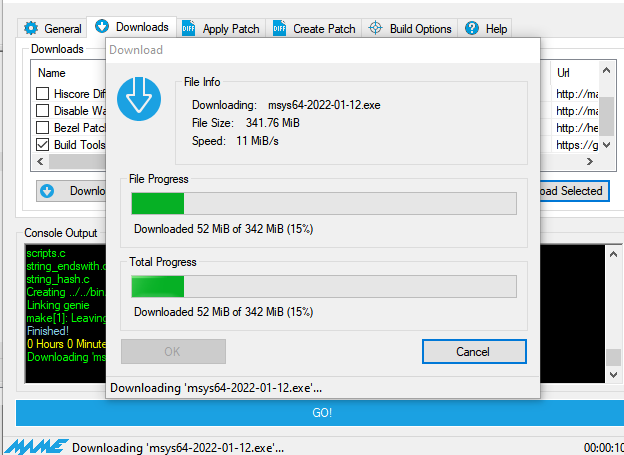 General Downloads Apply Patch Create Patch Build Options Help
Downloads
Download
Name Url
Hiscore Dif http://ma
Disable Wa http://ma
Bezel Patch http://he
Build Tools https://g
Downlo oad Selected
File Info
Downloading: msys64-2022-01-12.exe
File Size: 341.76 MiB
Speed: 11 MiB/s
File Progress
Downloaded 52 MiB of 342 MiB (15%)
Total Progress
Downloaded 52 MiB of 342 MiB (15%)
OK Cancel
Downloading 'msys64-2022-01-12.exe'...
Console Output
scripts.c
string_endswith.c
string_hash.c
Creating ../../bin
Linking genie
make[1]: Leaving
Finished!
0 Hours 0 Minute
Downloading 'ms
GO!
MAME Downloading 'msys64-2022-01-12.exe'... 00:00:10